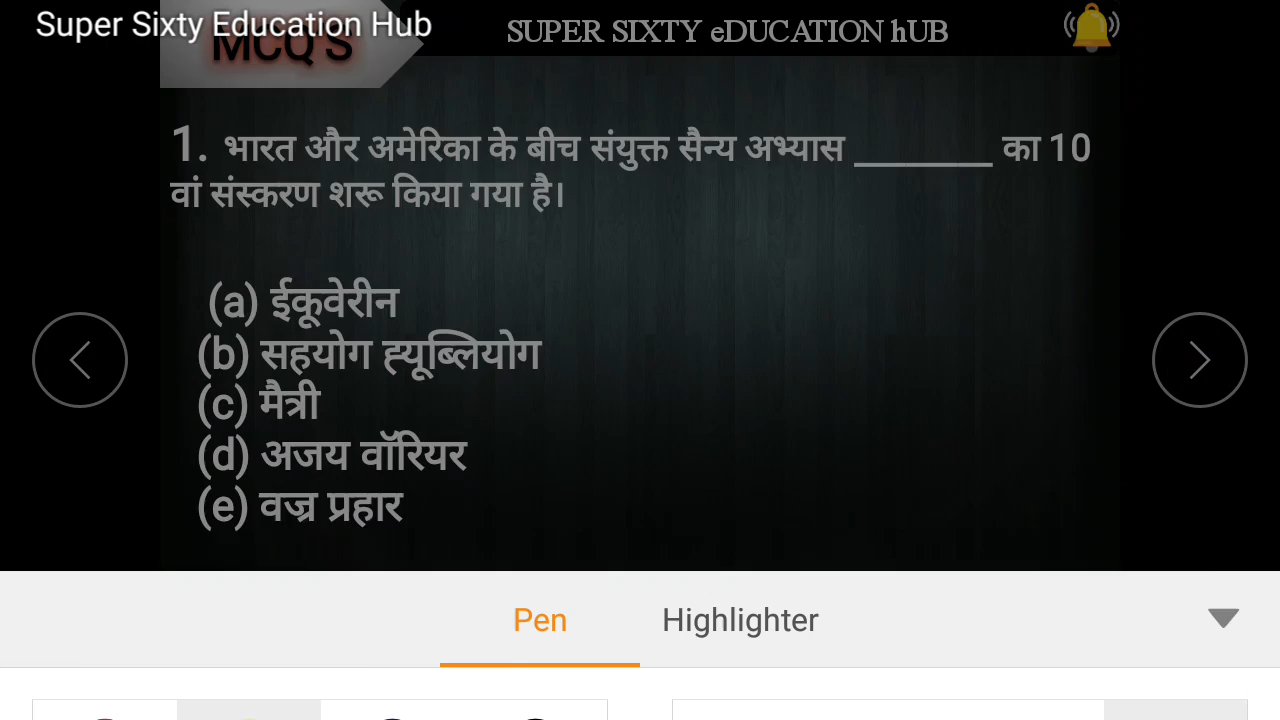 Super Sixty Education Hub
MCQ'S
SUPER SIXTY eDUCATION hUB
1. भारत और अमेरिका के बीच संयुक्त सैन्य अभ्यास _______ का 10
वां संस्करण शरू किया गया है।
(a) ईकूवेरीन
(b) सहयोग ह्यूब्लियोग
(c) मैत्री
(d) अजय वॉरियर
(e) वज्र प्रहार
Pen Highlighter